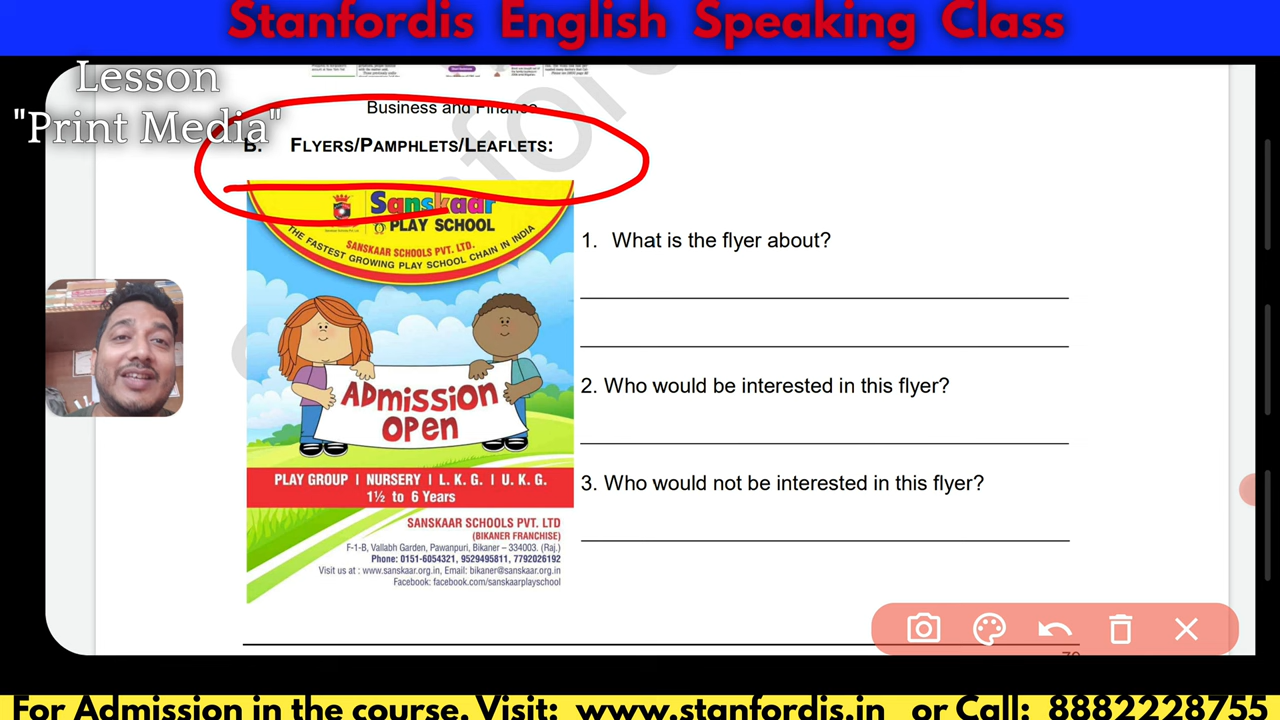 Stanfordis English Speaking Class
Lesson
"Print Media"
Business and Finance
B. FLYERS/PAMPHLETS/LEAFLETS:
Sanskaar
PLAY SCHOOL
SANSKAAR SCHOOLS PVT. LTD.
THE FASTEST GROWING PLAY SCHOOL CHAIN IN INDIA
ADMISSION
OPEN
PLAY GROUP I NURSERY I L. K. G. I U. K. G.
1½ to 6 Years
SANSKAAR SCHOOLS PVT. LTD
(BIKANER FRANCHISE)
F-1-B, Vallabh Garden, Pawanpuri, Bikaner – 334003. (Raj.)
Phone: 0151-6054321, 9529495811, 7792026192
Visit us at : www.sanskaar.org.in, Email: bikaner@sanskaar.org.in
Facebook: facebook.com/sanskaarplayschool
1. What is the flyer about?
2. Who would be interested in this flyer?
3. Who would not be interested in this flyer?
For Admission in the course, Visit: www.stanfordis.in or Call: 8882228755